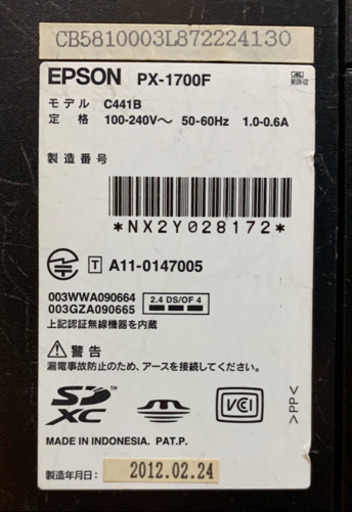 CB5810003L872224130
EPSON PX-1700F
モデル C441B
定 格 100-240V～ 50-60Hz 1.0-0.6A
製造番号
*NX2Y028172*
T A11-0147005
003WWA090664
003GZA090665
2.4 DS/OF 4
上記認証無線機器を内蔵
⚠警告
漏電事故防止のため、アースを接続してください。
SD XC
VCI
>PP<
MADE IN INDONESIA. PAT.P.
製造年月日: 2012.02.24